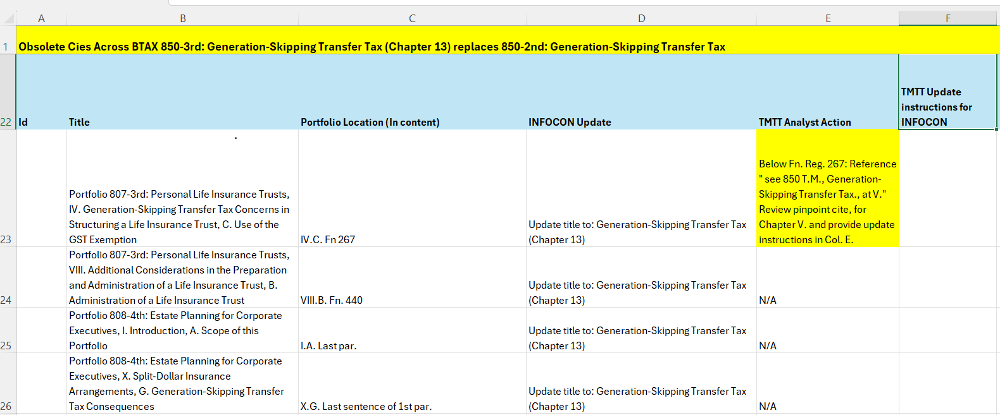 A B C D E F
1 Obsolete Cies Across BTAX 850-3rd: Generation-Skipping Transfer Tax (Chapter 13) replaces 850-2nd: Generation-Skipping Transfer Tax
TMTT Update
instructions for
22 Id Title Portfolio Location (In content) INFOCON Update TMTT Analyst Action INFOCON
Portfolio 807-3rd: Personal Life Insurance Trusts,
IV. Generation-Skipping Transfer Tax Concerns in
Structuring a Life Insurance Trust, C. Use of the
23 GST Exemption
IV.C. Fn 267
Update title to: Generation-Skipping Transfer Tax
(Chapter 13)
Below Fn. Reg. 267: Reference
" see 850 T.M., Generation-
Skipping Transfer Tax., at V."
Review pinpoint cite, for
Chapter V. and provide update
instructions in Col. E.
Portfolio 807-3rd: Personal Life Insurance Trusts,
VIII. Additional Considerations in the Preparation
and Administration of a Life Insurance Trust, B.
24 Administration of a Life Insurance Trust
VIII.B. Fn. 440
Update title to: Generation-Skipping Transfer Tax
(Chapter 13)
N/A
Portfolio 808-4th: Estate Planning for Corporate
Executives, I. Introduction, A. Scope of this
25 Portfolio
I.A. Last par.
Update title to: Generation-Skipping Transfer Tax
(Chapter 13)
N/A
Portfolio 808-4th: Estate Planning for Corporate
Executives, X. Split-Dollar Insurance
Arrangements, G. Generation-Skipping Transfer
26 Tax Consequences
X.G. Last sentence of 1st par.
Update title to: Generation-Skipping Transfer Tax
(Chapter 13)
N/A